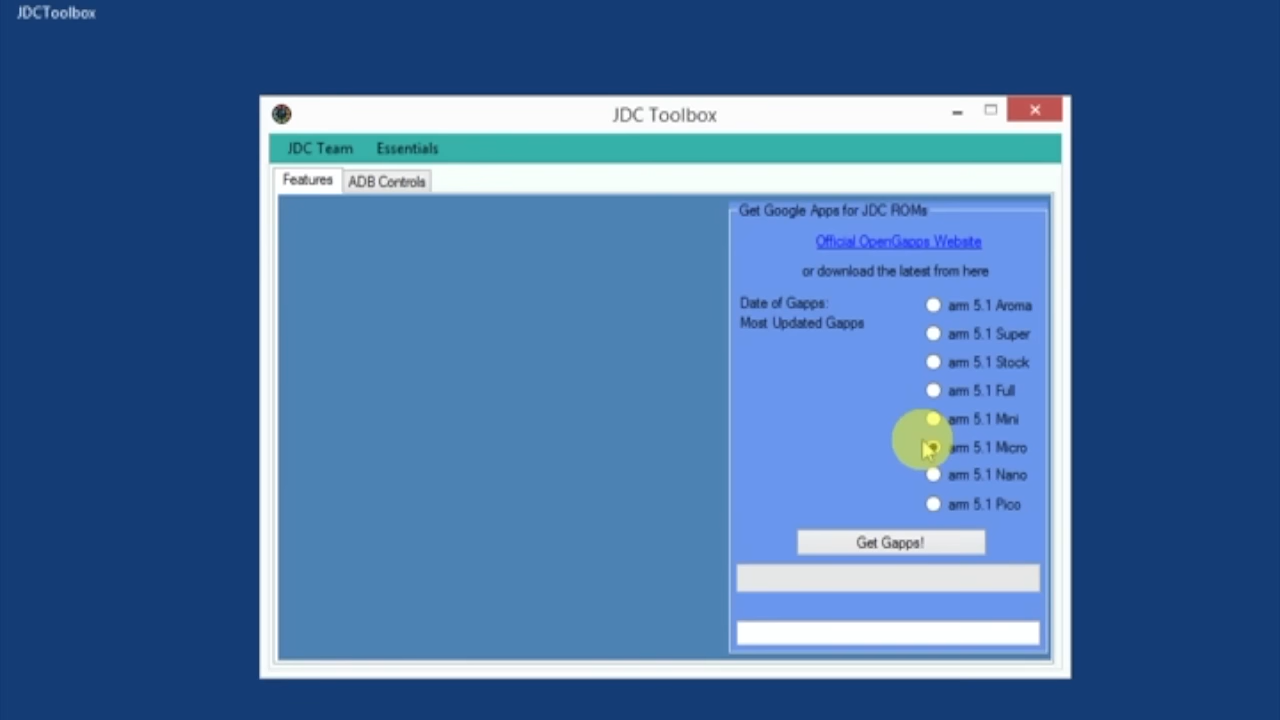 JDCToolbox
JDC Toolbox
JDC Team Essentials
Features ADB Controls
Get Google Apps for JDC ROMs
Official OpenGapps Website
or download the latest from here
Date of Gapps:
Most Updated Gapps
arm 5.1 Aroma
arm 5.1 Super
arm 5.1 Stock
arm 5.1 Full
arm 5.1 Mini
arm 5.1 Micro
arm 5.1 Nano
arm 5.1 Pico
Get Gapps!